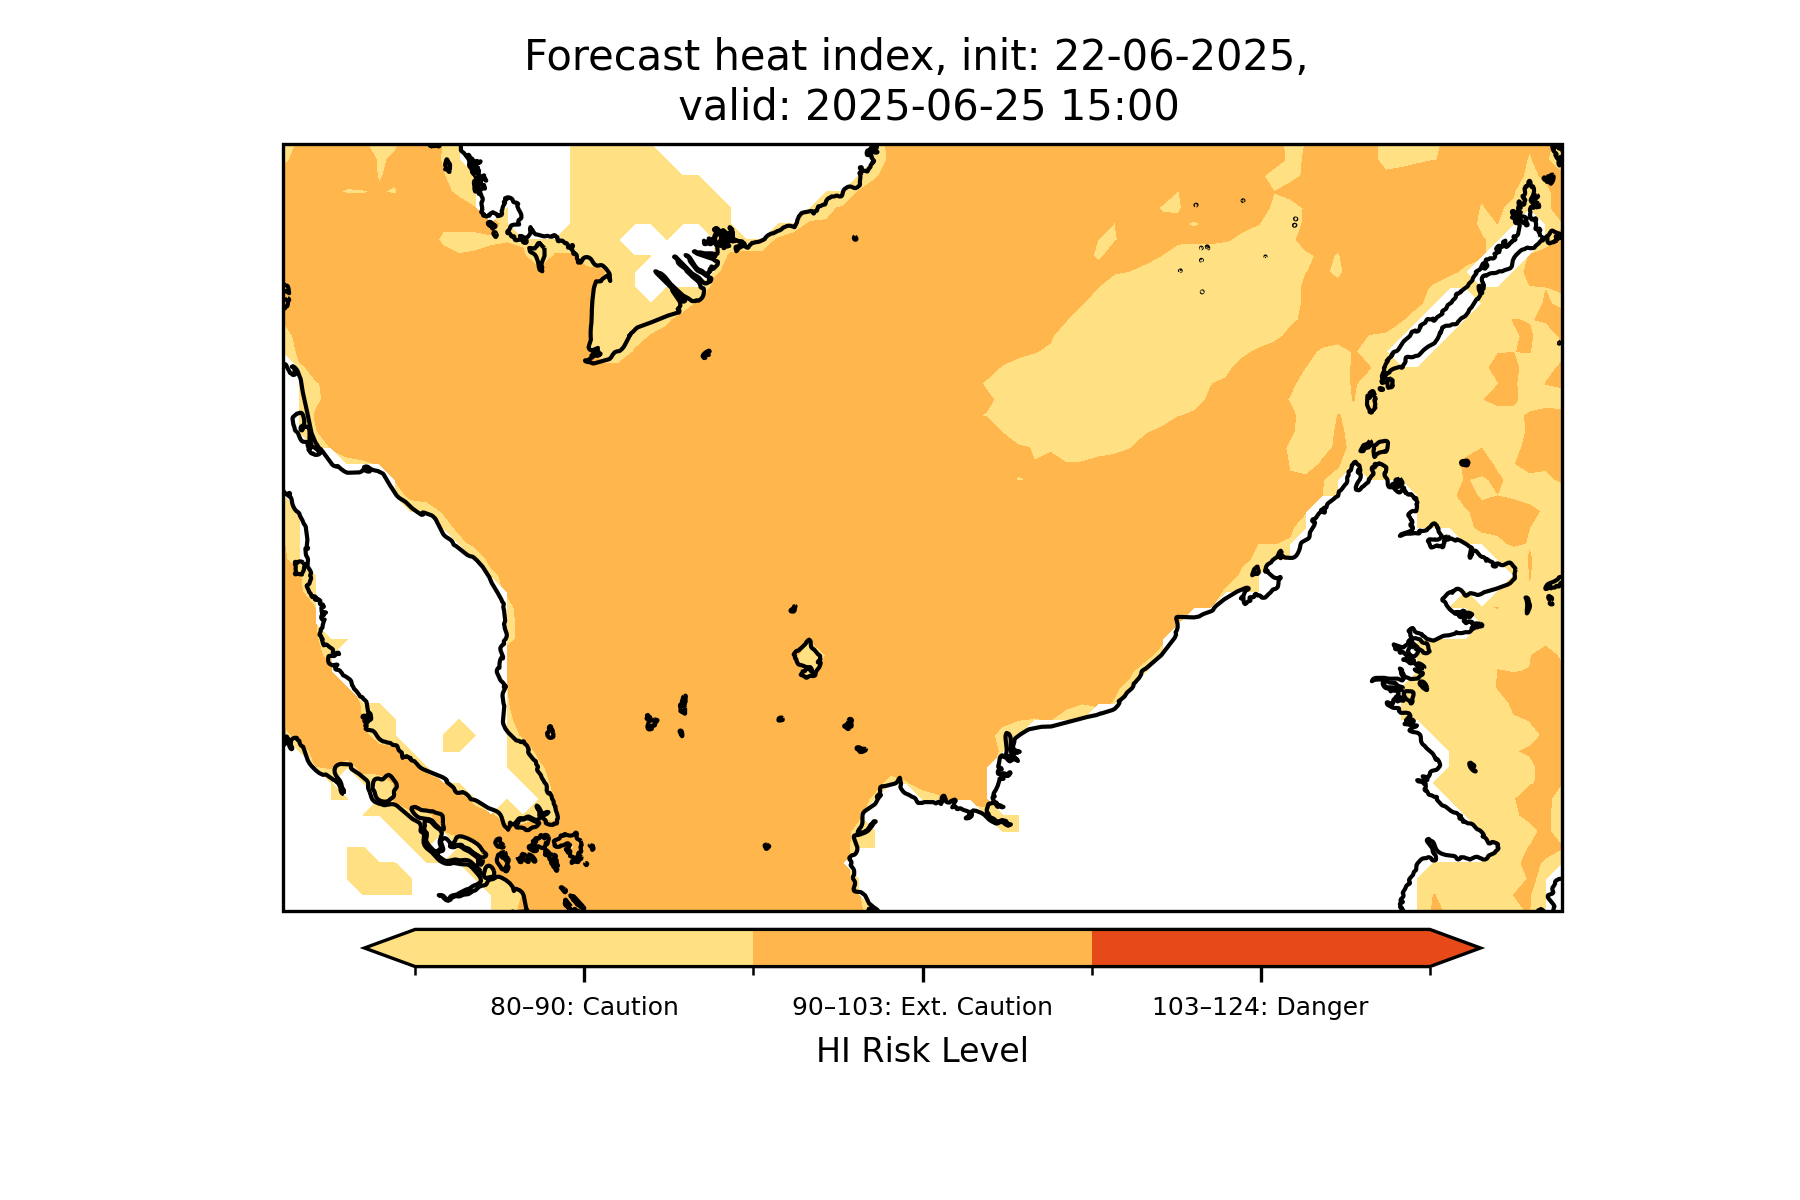 Forecast heat index, init: 22-06-2025,
valid: 2025-06-25 15:00
80–90: Caution
90–103: Ext. Caution
103–124: Danger
HI Risk Level